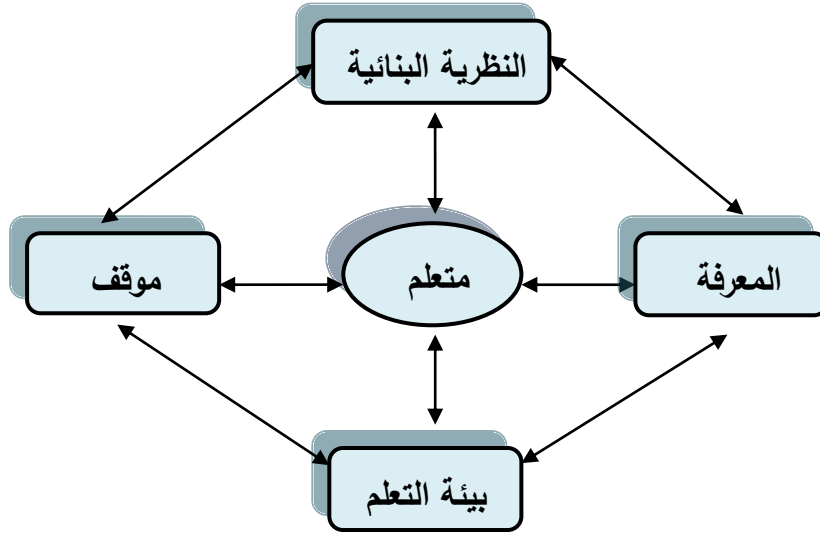 النظرية البنائية
المعرفة
متعلم
موقف
بيئة التعلم